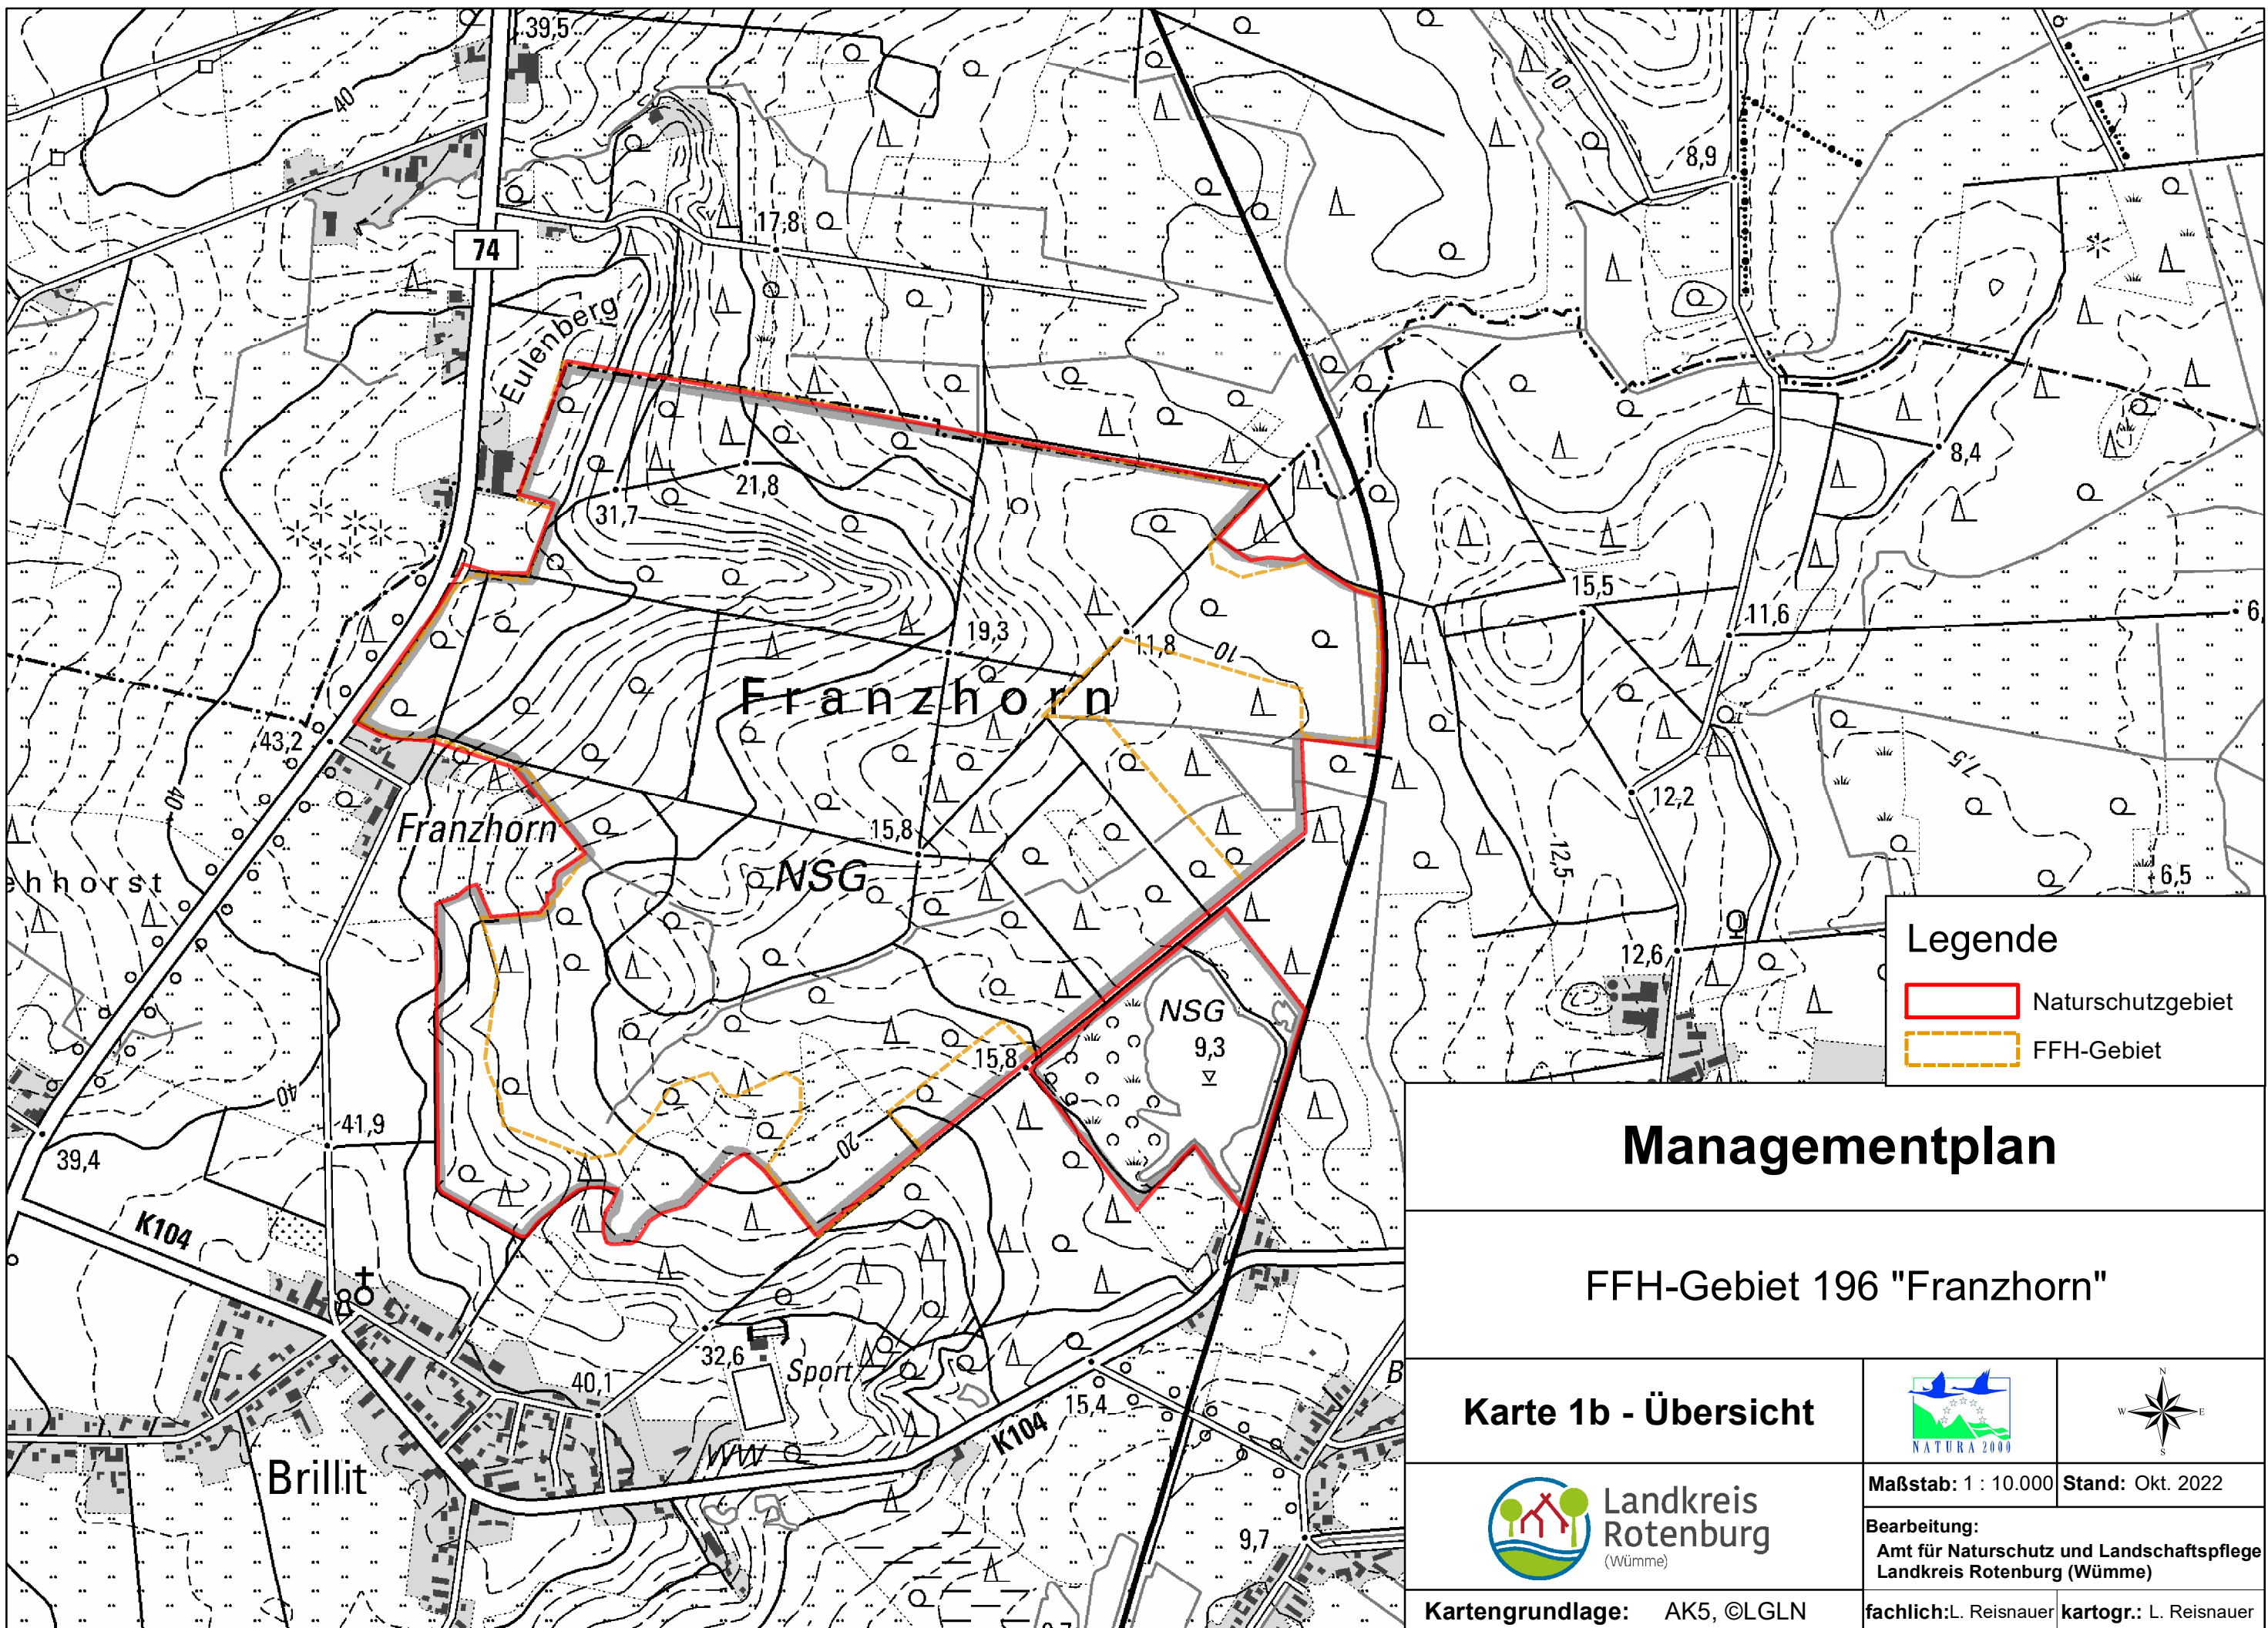 39,5
40
10
8,9
17,8
74
Eulenberg
8,4
21,8
31,7
15,5
11,6
6,
19,3
11,8
10
Franzhorn
43,2
7,5
12,2
40
Franzhorn
15,8
12,5
ehhorst
NSG
6,5
12,6
NSG
9,3
15,8
40
41,9
20
39,4
K104
32,6
Sport
40,1
15,4
B
K104
WW
Brillit
9,7
Legende
Naturschutzgebiet
FFH-Gebiet
Managementplan
FFH-Gebiet 196 "Franzhorn"
Karte 1b - Übersicht
NATURA 2000
N
W
E
S
Landkreis
Rotenburg
(Wümme)
Maßstab: 1 : 10.000
Stand: Okt. 2022
Bearbeitung:
Amt für Naturschutz und Landschaftspflege
Landkreis Rotenburg (Wümme)
Kartengrundlage: AK5, ©LGLN
fachlich: L. Reisnauer
kartogr.: L. Reisnauer